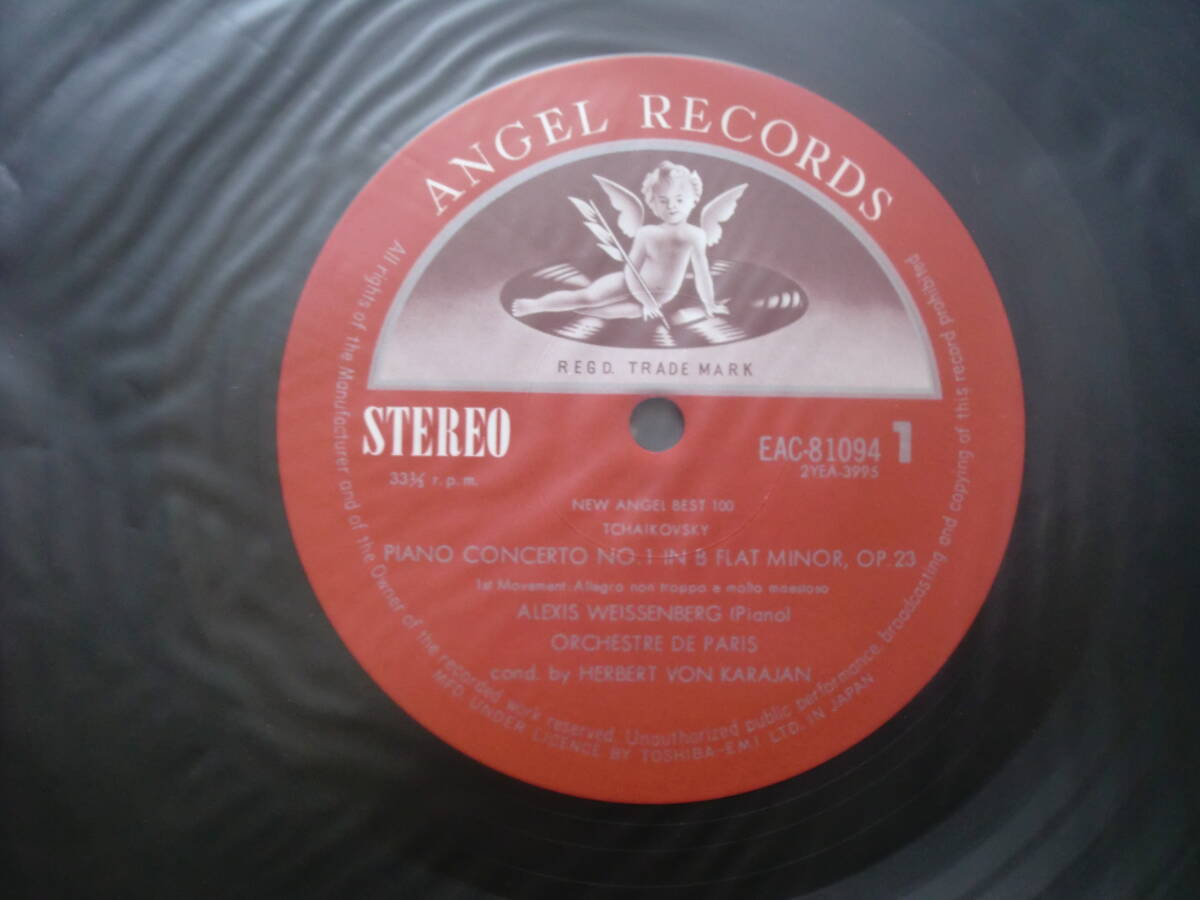 ANGEL RECORDS
REGD. TRADE MARK
STEREO
33⅓ r.p.m.
EAC-81094 1
2YEA-3995
NEW ANGEL BEST 100
TCHAIKOVSKY
PIANO CONCERTO NO.1 IN B FLAT MINOR, OP.23
1st Movement: Allegro non troppo e molto maestoso
ALEXIS WEISSENBERG (Piano)
ORCHESTRE DE PARIS
cond. by HERBERT VON KARAJAN
All rights of the Manufacturer and of the Owner of the recorded work reserved. Unauthorized public performance, broadcasting and copying of this record prohibited
MFD. UNDER LICENCE BY TOSHIBA-EMI LTD. IN JAPAN